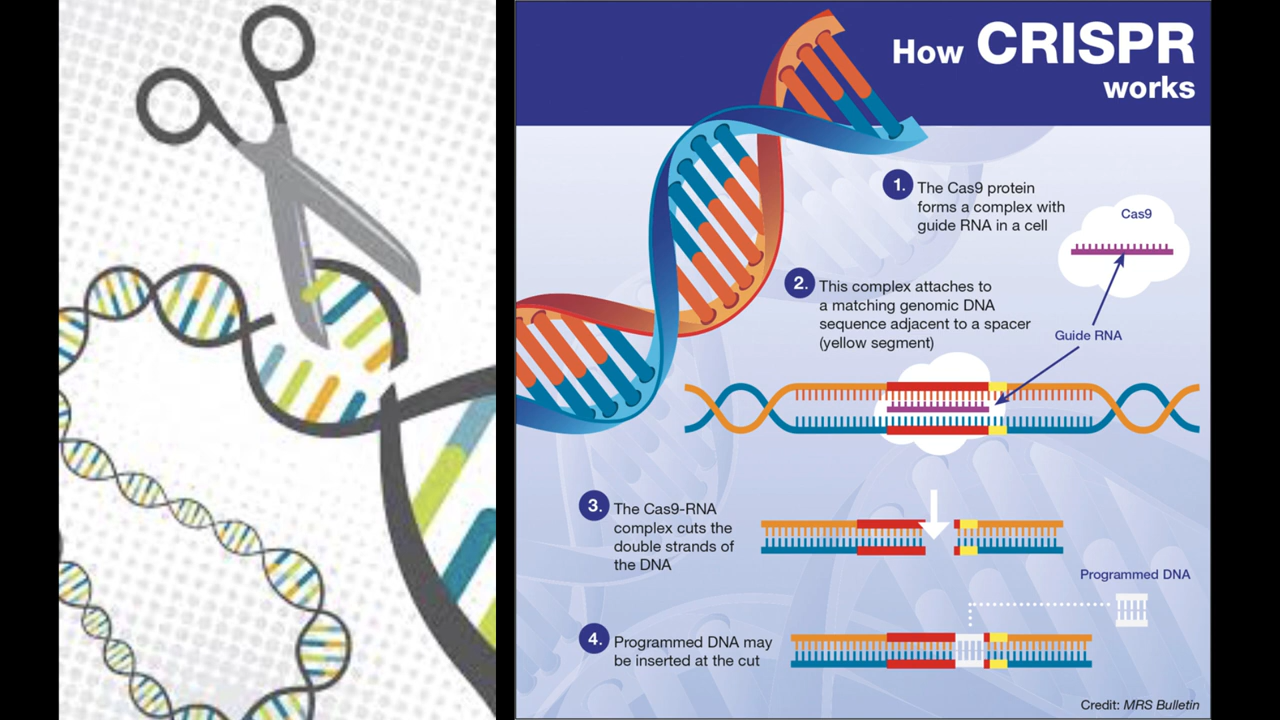 How CRISPR
works
1. The Cas9 protein
forms a complex with
guide RNA in a cell
Cas9
2. This complex attaches to
a matching genomic DNA
sequence adjacent to a spacer
(yellow segment)
Guide RNA
3. The Cas9-RNA
complex cuts the
double strands of
the DNA
Programmed DNA
4. Programmed DNA may
be inserted at the cut
Credit: MRS Bulletin